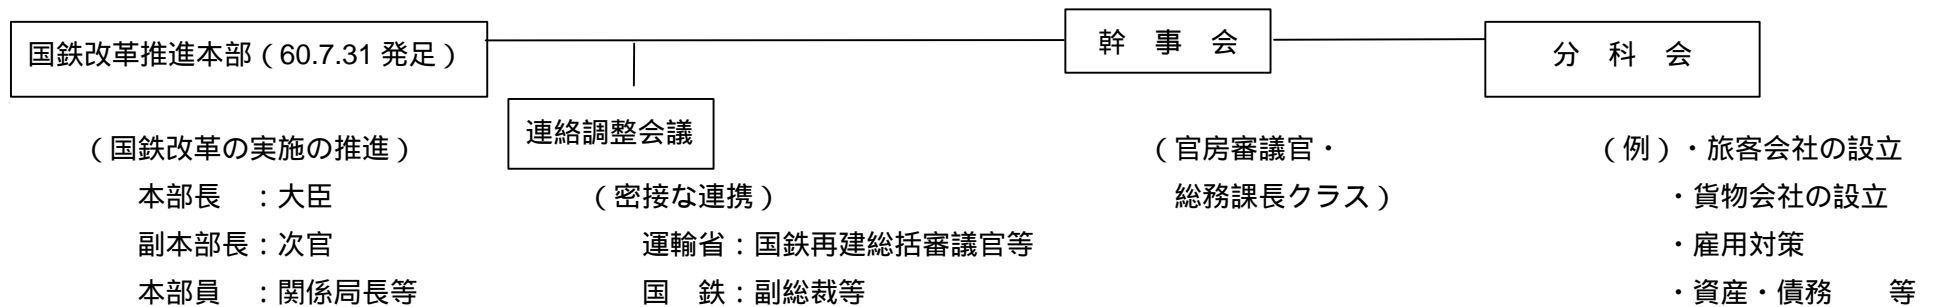 国鉄改革推進本部（60.7.31 発足）
（国鉄改革の実施の推進）
本部長　：大臣
副本部長：次官
本部員　：関係局長等
連絡調整会議
（密接な連携）
運輸省：国鉄再建総括審議官等
国　鉄：副総裁等
幹　事　会
（官房審議官・
総務課長クラス）
分　科　会
（例）・旅客会社の設立
・貨物会社の設立
・雇用対策
・資産・債務　　等